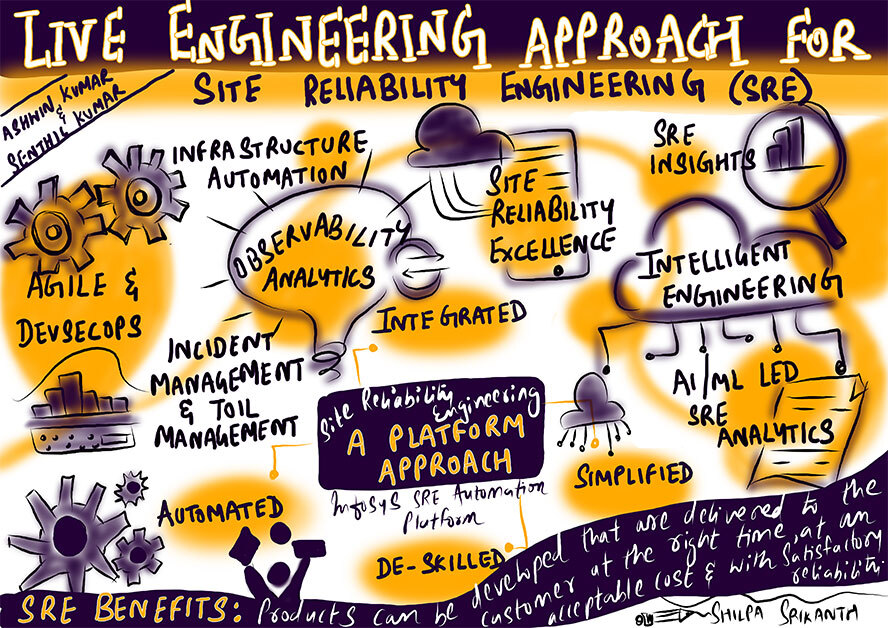 LIVE ENGINEERING APPROACH FOR
SITE RELIABILITY ENGINEERING (SRE)
ASHWIN KUMAR
&
SENTHIL KUMAR
INFRASTRUCTURE
AUTOMATION
OBSERVABILITY
ANALYTICS
SITE
RELIABILITY
EXCELLENCE
SRE
INSIGHTS
AGILE &
DEVSECOPS
INTELLIGENT
ENGINEERING
INTEGRATED
INCIDENT
MANAGEMENT
& TOIL
MANAGEMENT
AI/ML LED
SRE
ANALYTICS
Site Reliability
Engineering
A PLATFORM
APPROACH
SIMPLIFIED
AUTOMATED
Infosys SRE Automation
Platform
DE-SKILLED
SRE BENEFITS: Products can be developed that are delivered to the
customer at the right time, at an
acceptable cost & with satisfactory
reliability.
SHILPA SRIKANTH